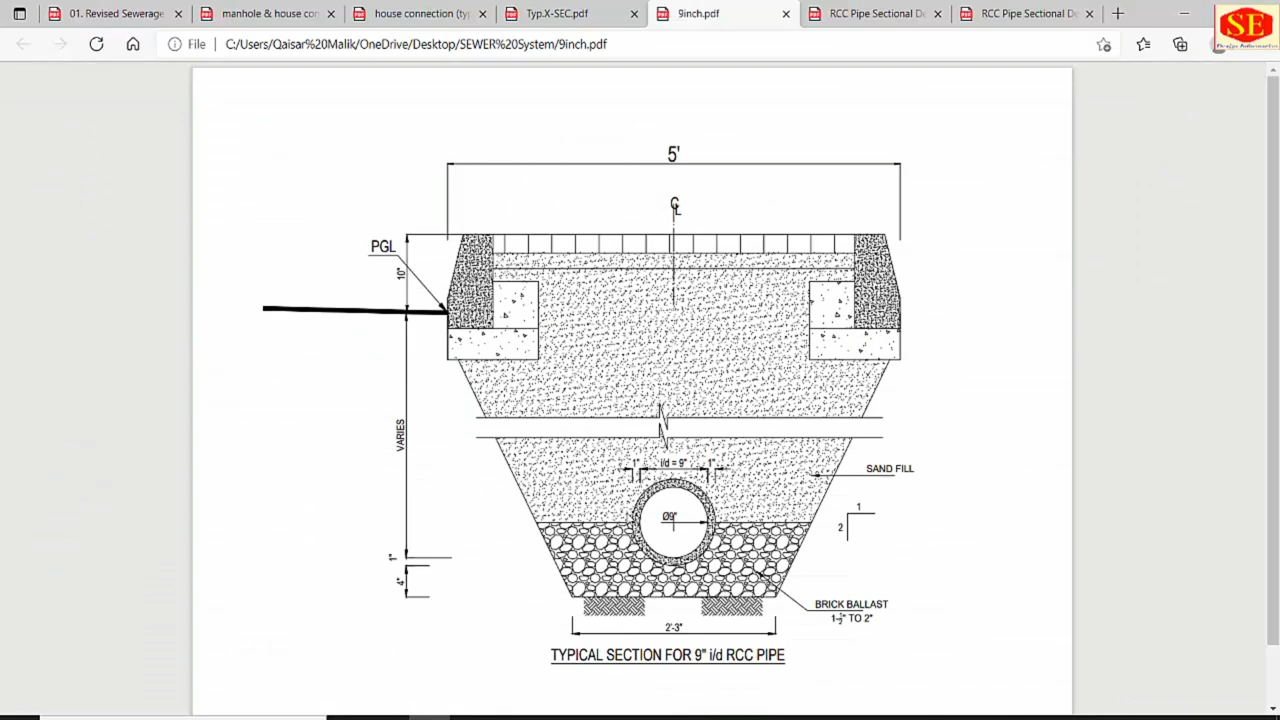 01. Revised Sewerage
manhole & house con
house connection (ty
Typ.X-SEC.pdf
9inch.pdf
RCC Pipe Sectional De
RCC Pipe Sectional De
SE
File
C:/Users/Qaisar%20Malik/OneDrive/Desktop/SEWER%20System/9inch.pdf
5'
CL
PGL
10"
VARIES
1"
i/d = 9"
1"
SAND FILL
Ø9"
1
2
1"
4"
BRICK BALLAST
1-1/2" TO 2"
2'-3"
TYPICAL SECTION FOR 9" i/d RCC PIPE